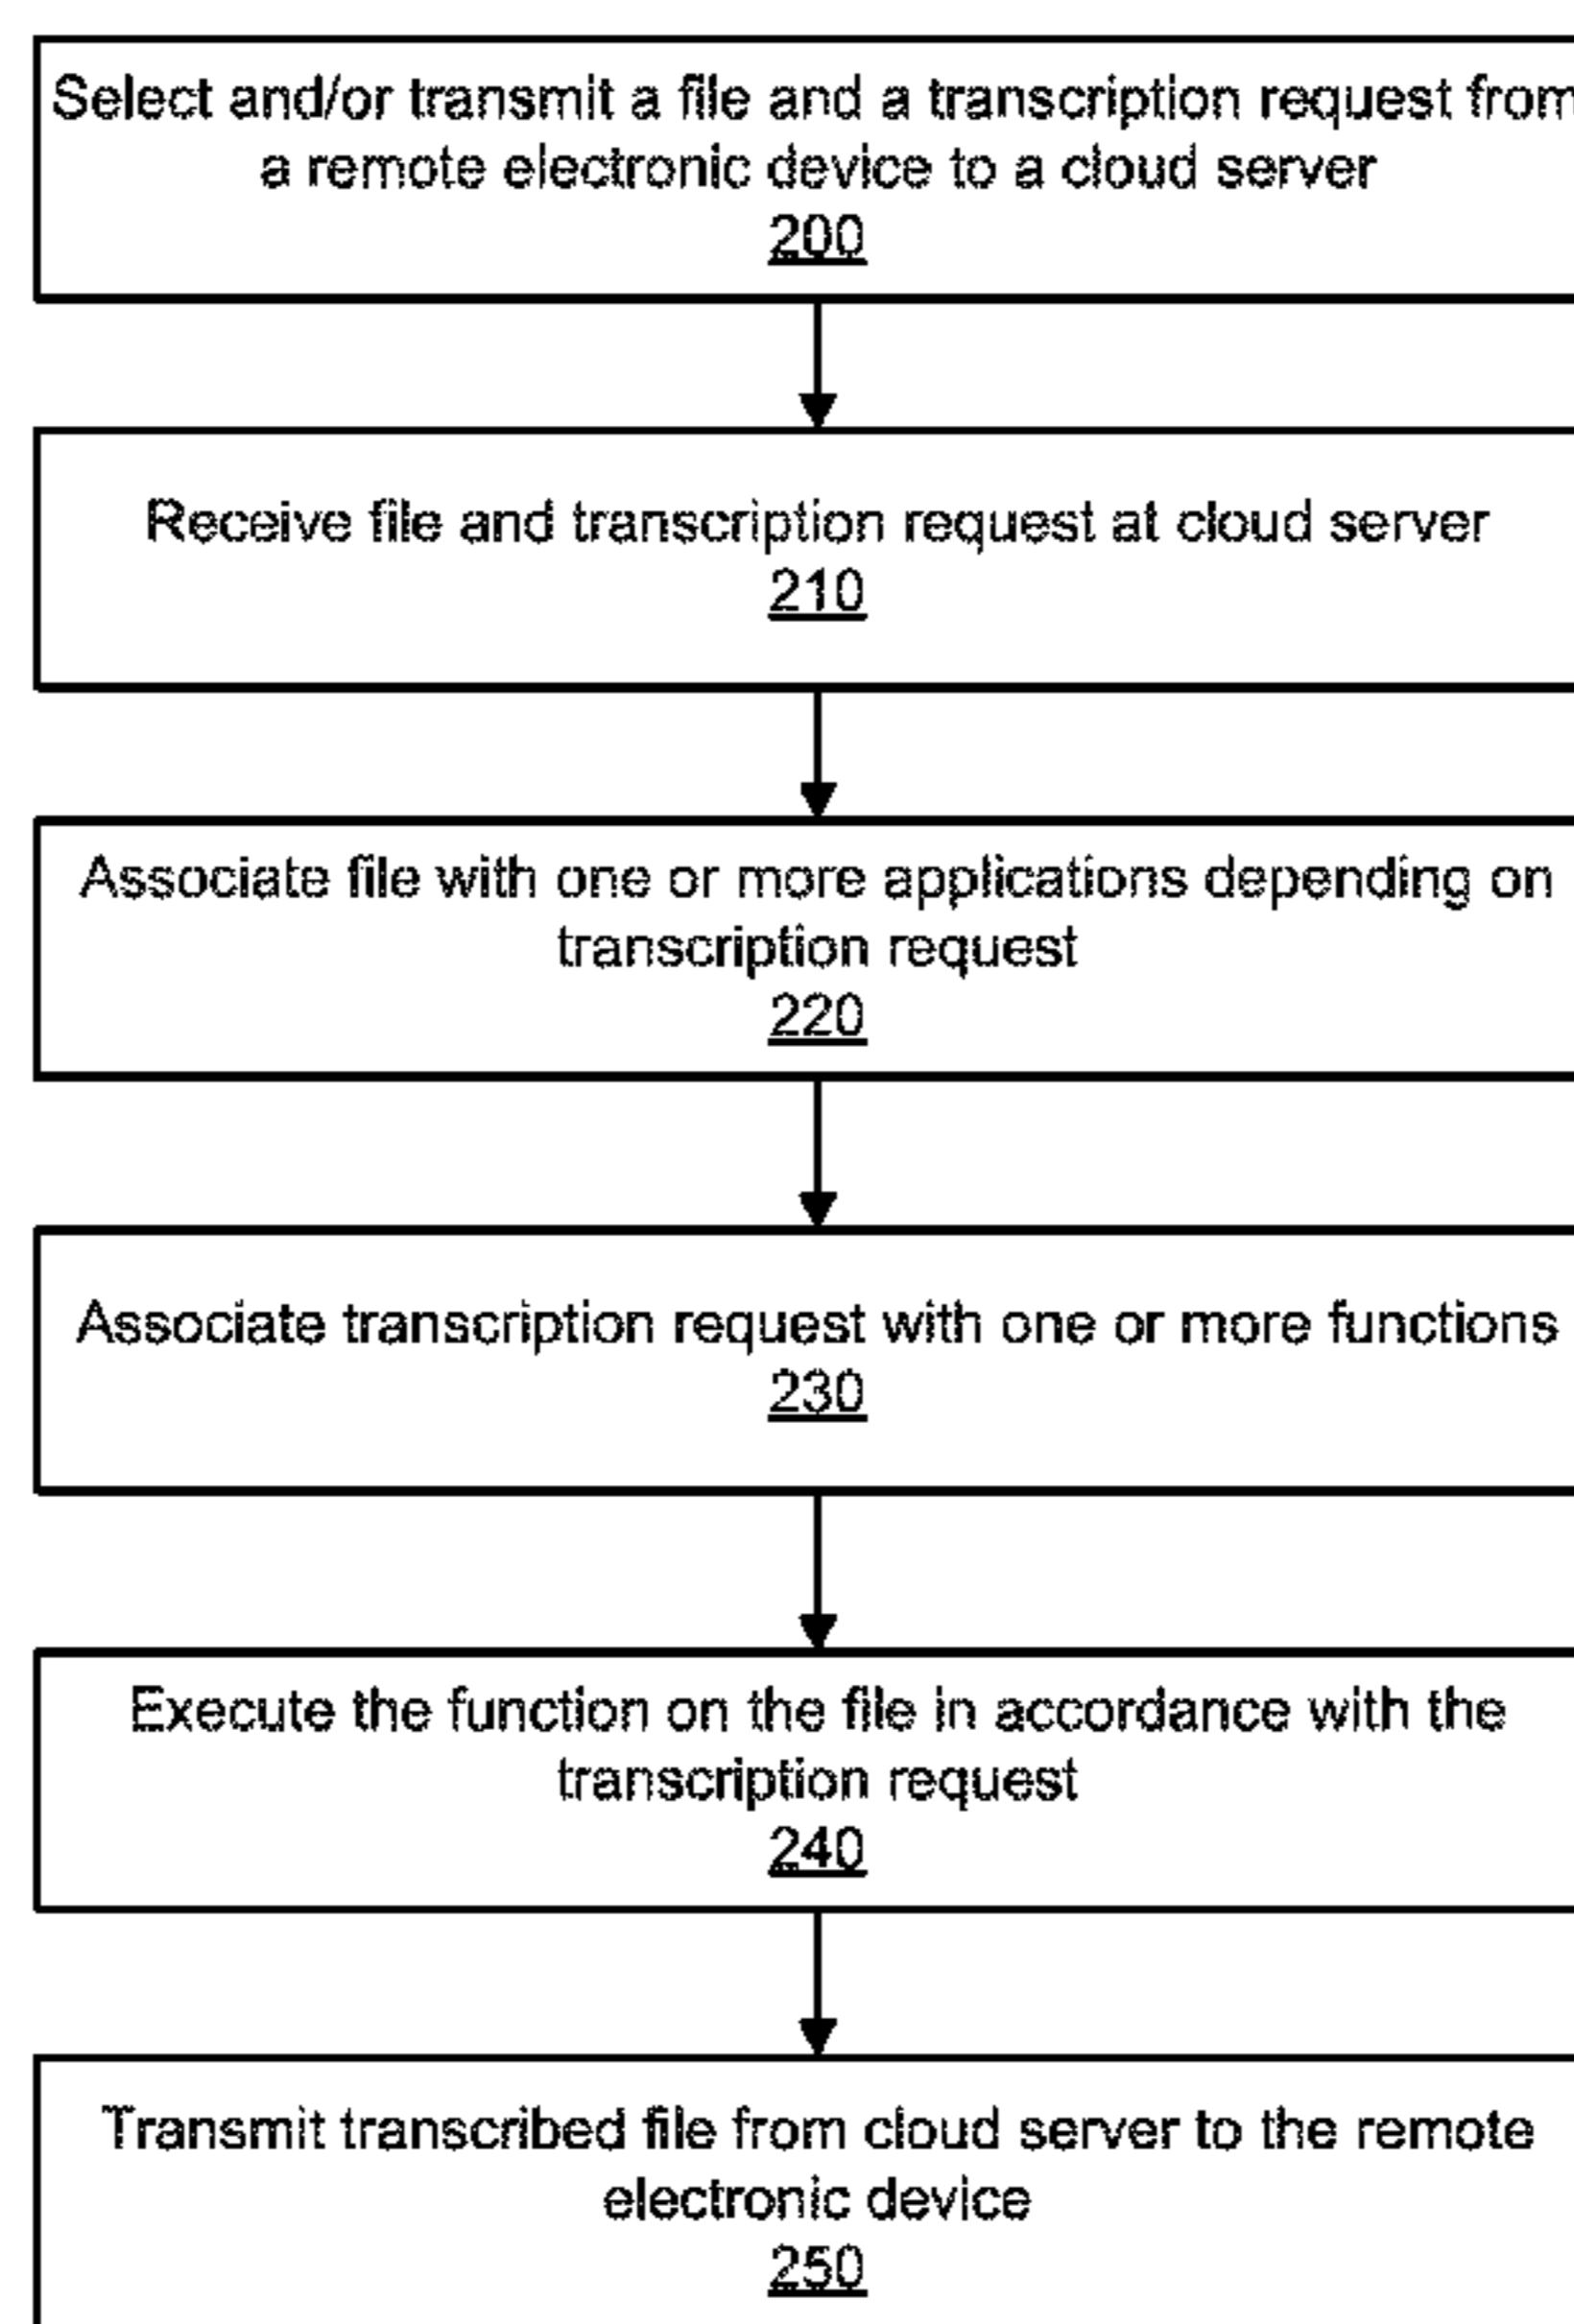 Select and/or transmit a file and a transcription request from
a remote electronic device to a cloud server
200
Receive file and transcription request at cloud server
210
Associate file with one or more applications depending on
transcription request
220
Associate transcription request with one or more functions
230
Execute the function on the file in accordance with the
transcription request
240
Transmit transcribed file from cloud server to the remote
electronic device
250